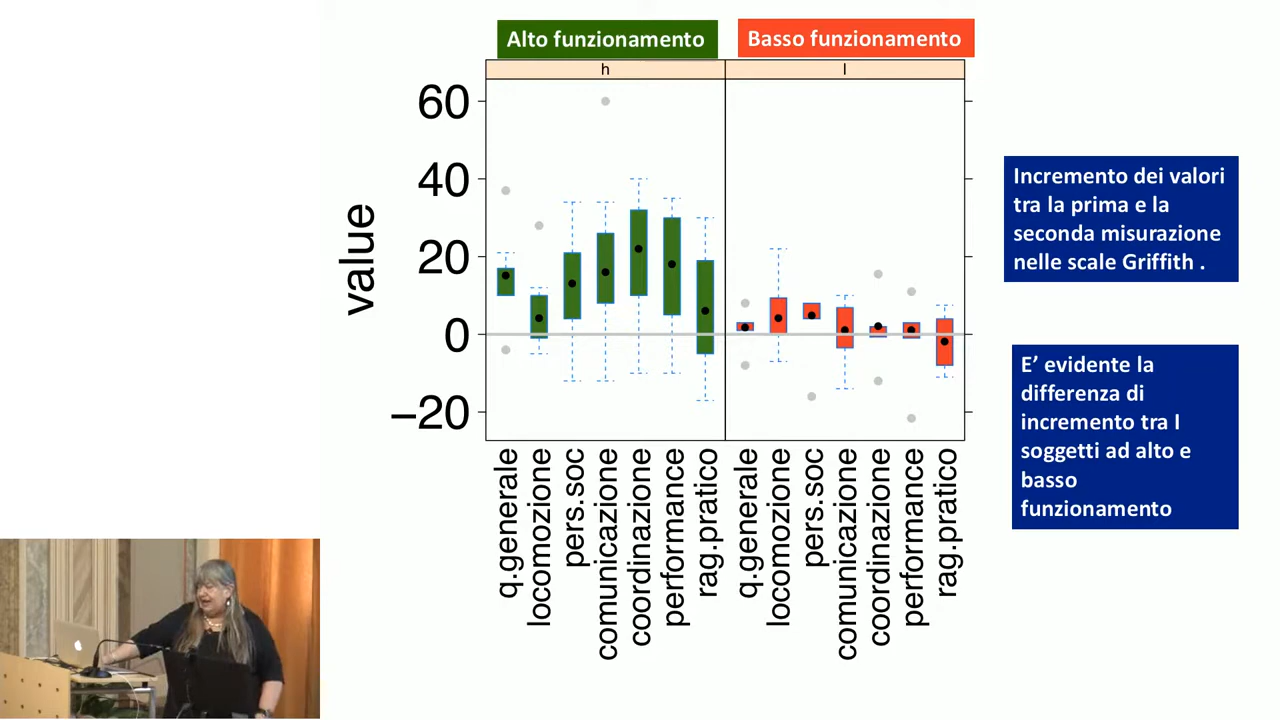 Alto funzionamento
Basso funzionamento
h
l
value
60
40
20
0
−20
q.generale
locomozione
pers.soc
comunicazione
coordinazione
performance
rag.pratico
q.generale
locomozione
pers.soc
comunicazione
coordinazione
performance
rag.pratico
Incremento dei valori
tra la prima e la
seconda misurazione
nelle scale Griffith .
E’ evidente la
differenza di
incremento tra I
soggetti ad alto e
basso
funzionamento